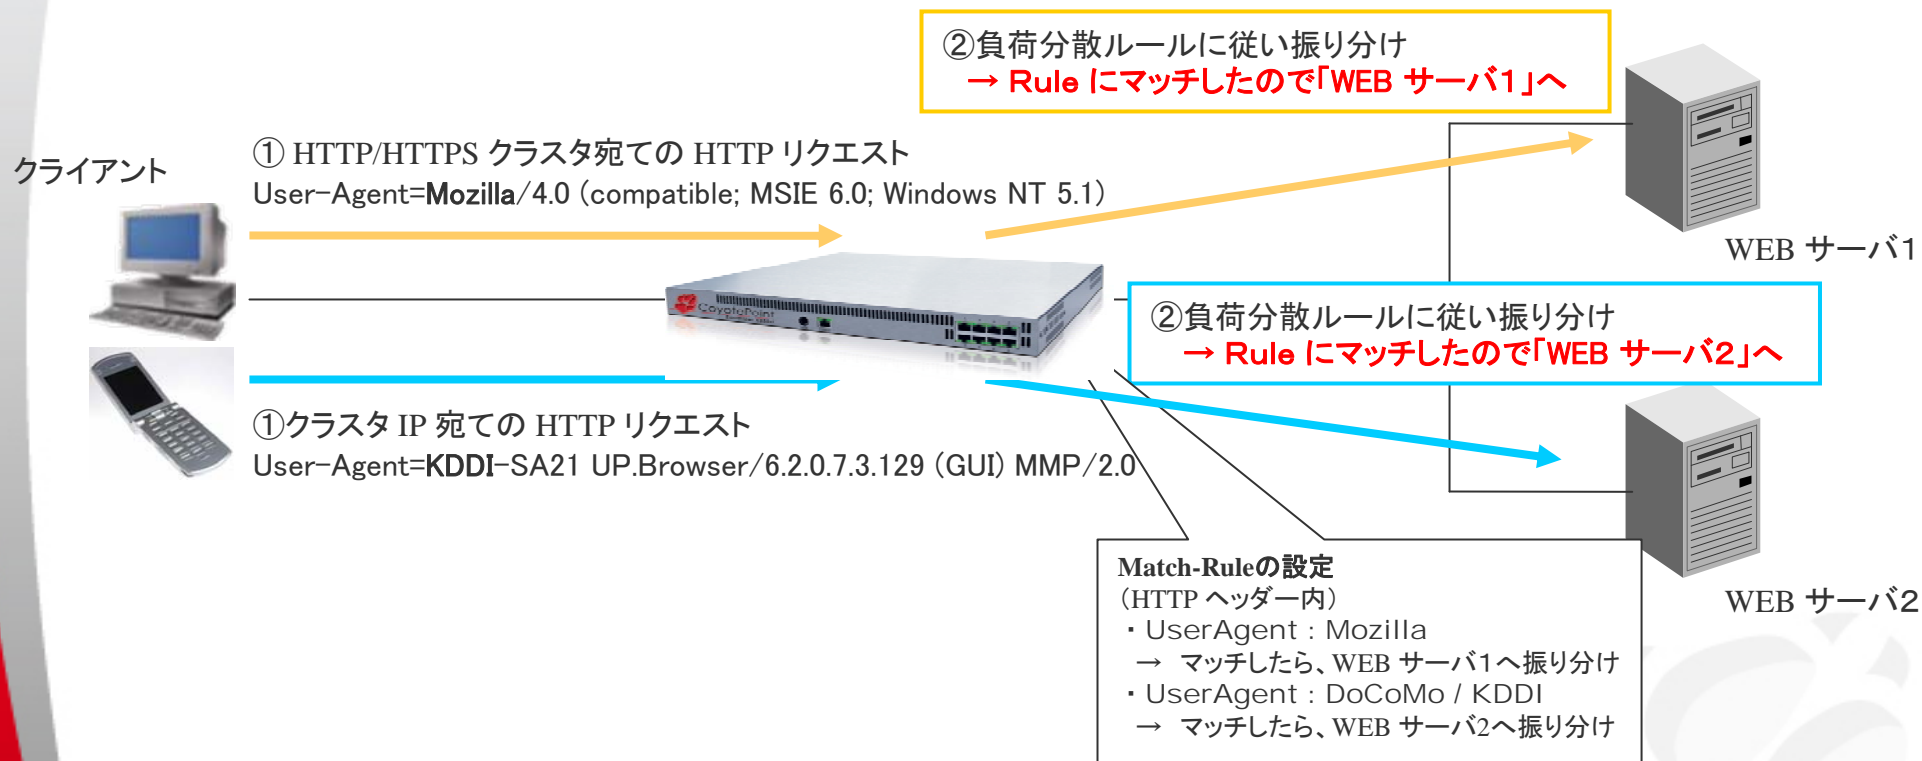 ②負荷分散ルールに従い振り分け
→ Rule にマッチしたので「WEB サーバ1」へ
クライアント
① HTTP/HTTPS クラスタ宛ての HTTP リクエスト
User-Agent=Mozilla/4.0 (compatible; MSIE 6.0; Windows NT 5.1)
WEB サーバ1
CoyotePoint
②負荷分散ルールに従い振り分け
→ Rule にマッチしたので「WEB サーバ2」へ
①クラスタ IP 宛ての HTTP リクエスト
User-Agent=KDDI-SA21 UP.Browser/6.2.0.7.3.129 (GUI) MMP/2.0
Match-Ruleの設定
(HTTP ヘッダー内)
・UserAgent : Mozilla
→ マッチしたら、WEB サーバ1へ振り分け
・UserAgent : DoCoMo / KDDI
→ マッチしたら、WEB サーバ2へ振り分け
WEB サーバ2